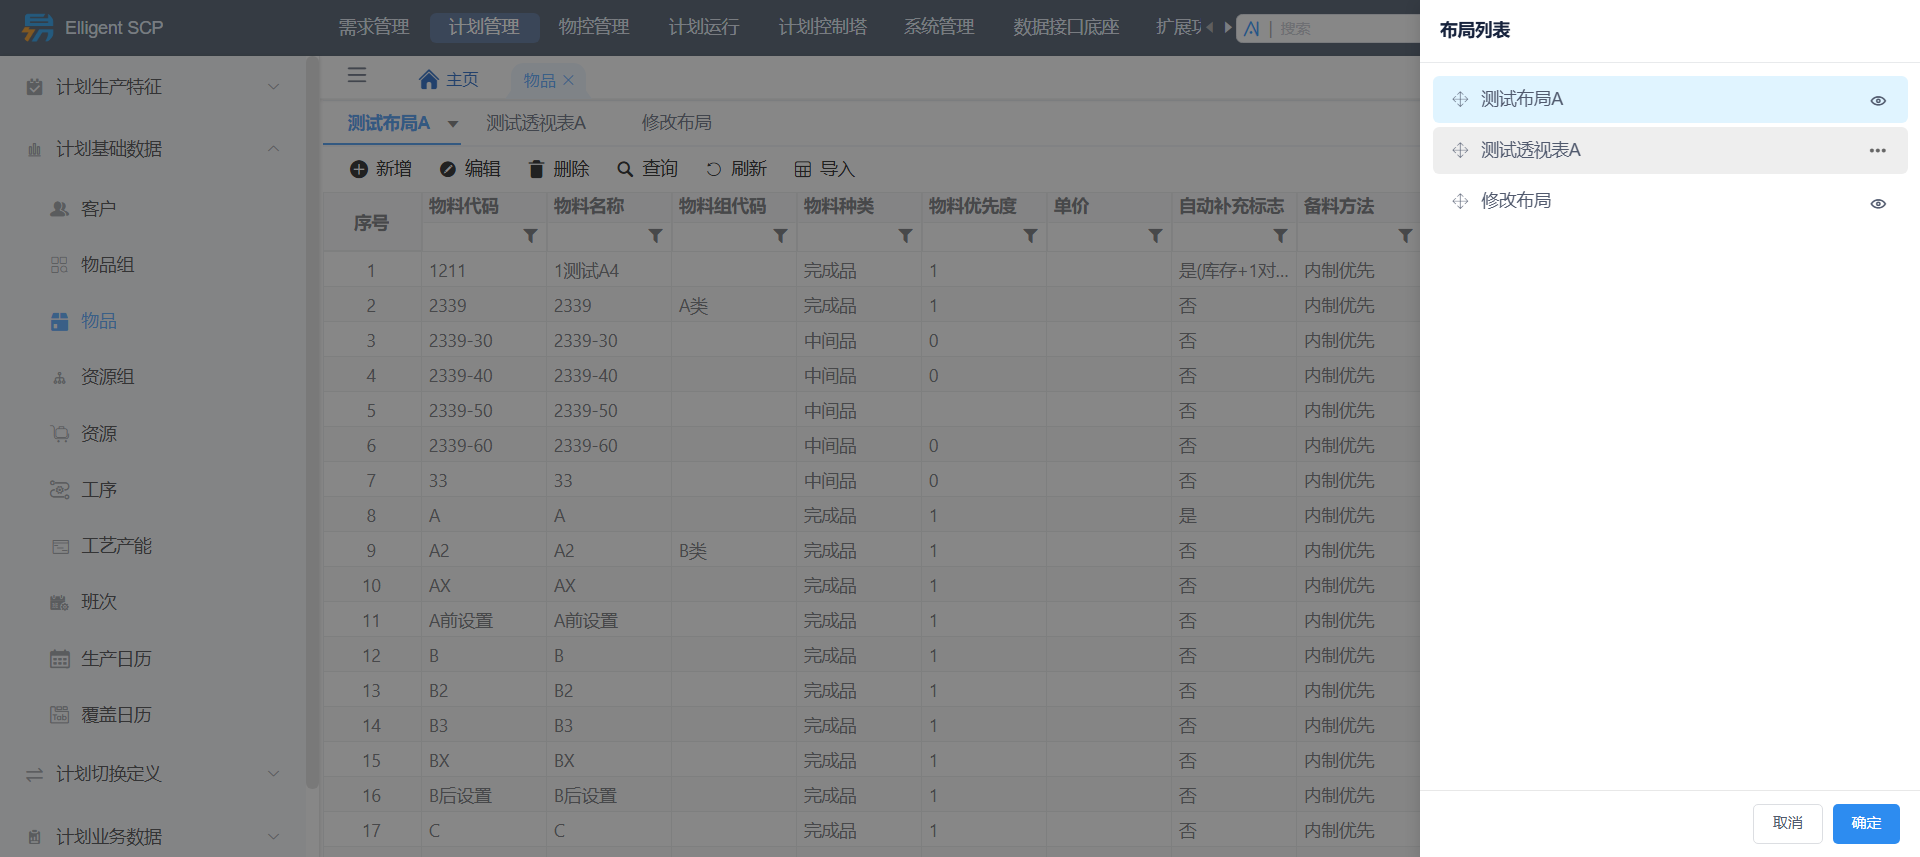 Elligent SCP
需求管理 计划管理 物控管理 计划运行 计划控制塔 系统管理 数据接口底座 扩展 AI | 搜索
计划生产特征
计划基础数据
客户
物品组
物品
资源组
资源
工序
工艺产能
班次
生产日历
覆盖日历
计划切换定义
计划业务数据
主页 物品
测试布局A 测试透视表A 修改布局
新增 编辑 删除 查询 刷新 导入
序号 物料代码 物料名称 物料组代码 物料种类 物料优先度 单价 自动补充标志 备料方法
1 1211 1测试A4 完成品 1 是(库存+1对... 内制优先
2 2339 2339 A类 完成品 1 否 内制优先
3 2339-30 2339-30 中间品 0 否 内制优先
4 2339-40 2339-40 中间品 0 否 内制优先
5 2339-50 2339-50 中间品 否 内制优先
6 2339-60 2339-60 中间品 0 否 内制优先
7 33 33 中间品 0 否 内制优先
8 A A 完成品 1 是 内制优先
9 A2 A2 B类 完成品 1 否 内制优先
10 AX AX 完成品 1 否 内制优先
11 A前设置 A前设置 完成品 1 否 内制优先
12 B B 完成品 1 否 内制优先
13 B2 B2 完成品 1 否 内制优先
14 B3 B3 完成品 1 否 内制优先
15 BX BX 完成品 1 否 内制优先
16 B后设置 B后设置 完成品 1 否 内制优先
17 C C 完成品 1 否 内制优先
布局列表
测试布局A
测试透视表A
修改布局
取消 确定